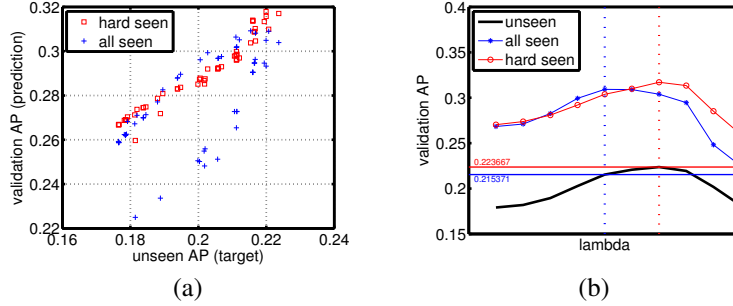 0.32
0.3
0.28
0.26
0.24
0.22
0.16
0.18
0.2
0.22
0.24
validation AP (prediction)
unseen AP (target)
hard seen
all seen
(a)
0.4
0.35
0.3
0.25
0.2
0.15
validation AP
lambda
unseen
all seen
hard seen
0.223667
0.215371
(b)